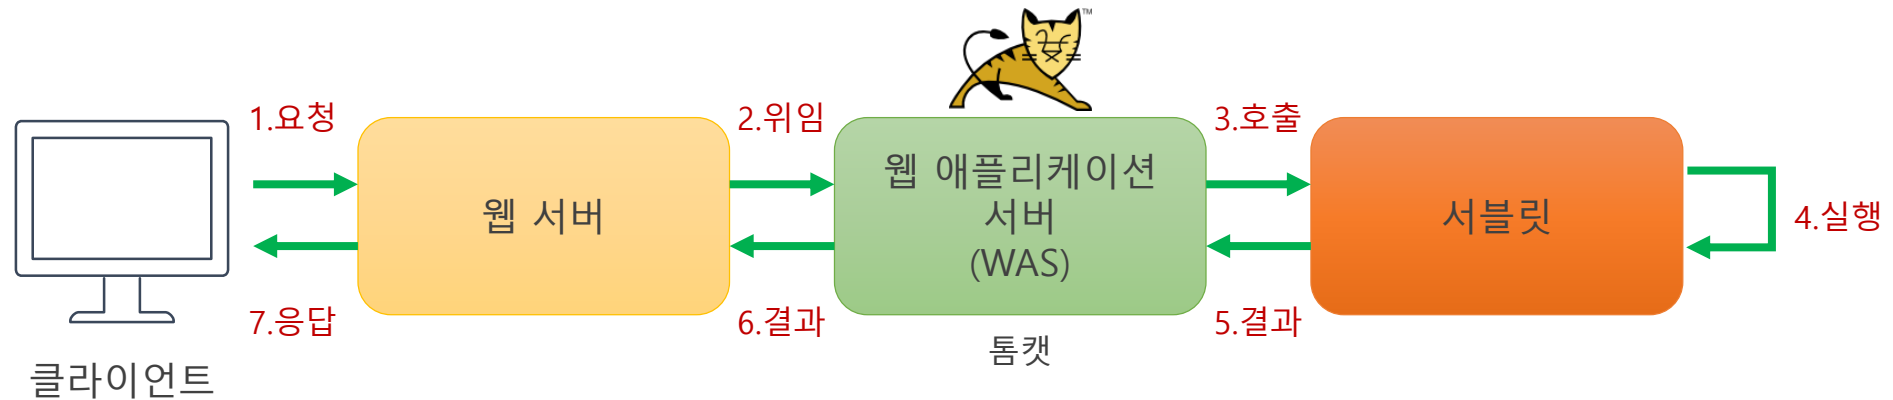 TM
1.요청
2.위임
3.호출
웹 서버
웹 애플리케이션
서버
(WAS)
서블릿
4.실행
7.응답
6.결과
5.결과
톰캣
클라이언트